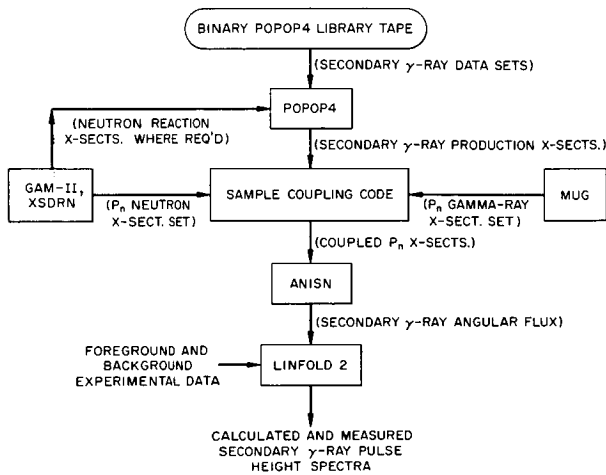 BINARY POPOP4 LIBRARY TAPE
(SECONDARY γ-RAY DATA SETS)
POPOP4
(NEUTRON REACTION
X-SECTS. WHERE REQ'D)
(SECONDARY γ-RAY PRODUCTION X-SECTS.)
GAM-II,
XSDRN
(Pn NEUTRON
X-SECT. SET)
SAMPLE COUPLING CODE
(Pn GAMMA-RAY
X-SECT. SET)
MUG
(COUPLED Pn X-SECTS.)
ANISN
(SECONDARY γ-RAY ANGULAR FLUX)
FOREGROUND AND
BACKGROUND
EXPERIMENTAL DATA
LINFOLD 2
CALCULATED AND MEASURED
SECONDARY γ-RAY PULSE
HEIGHT SPECTRA